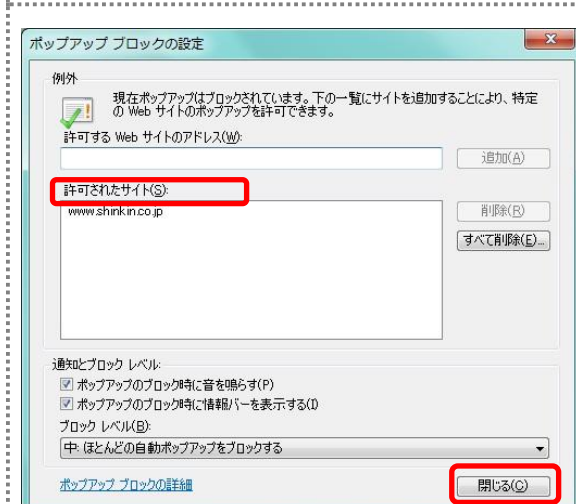 ポップアップ ブロックの設定
例外
現在ポップアップはブロックされています。下の一覧にサイトを追加することにより、特定
の Web サイトのポップアップを許可できます。
許可する Web サイトのアドレス(W):
追加(A)
許可されたサイト(S):
www.shinkin.co.jp
削除(R)
すべて削除(E)...
通知とブロック レベル:
ポップアップのブロック時に音を鳴らす(P)
ポップアップのブロック時に情報バーを表示する(I)
ブロック レベル(B):
中: ほとんどの自動ポップアップをブロックする
ポップアップ ブロックの詳細
閉じる(C)